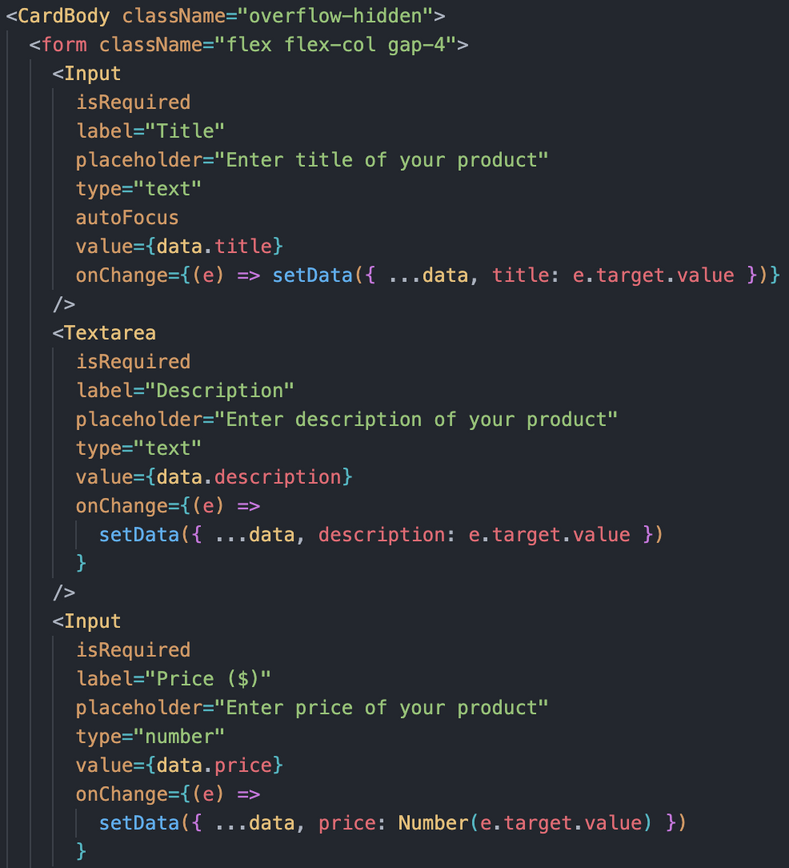 <CardBody className="overflow-hidden">
<form className="flex flex-col gap-4">
<Input
isRequired
label="Title"
placeholder="Enter title of your product"
type="text"
autoFocus
value={data.title}
onChange={(e) => setData({ ...data, title: e.target.value })}
/>
<Textarea
isRequired
label="Description"
placeholder="Enter description of your product"
type="text"
value={data.description}
onChange={(e) =>
setData({ ...data, description: e.target.value })
}
/>
<Input
isRequired
label="Price ($)"
placeholder="Enter price of your product"
type="number"
value={data.price}
onChange={(e) =>
setData({ ...data, price: Number(e.target.value) })
}